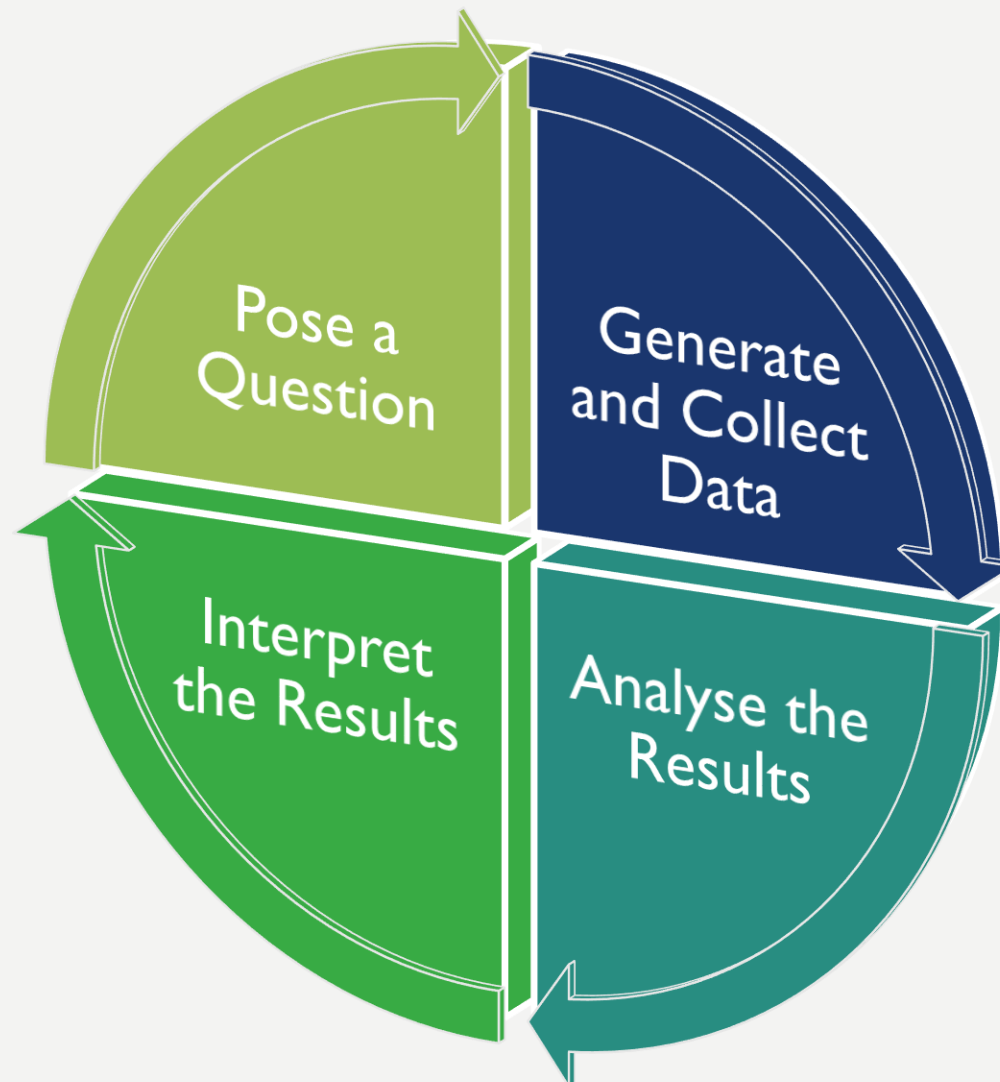 Pose a
Question
Generate
and Collect
Data
Analyse the
Results
Interpret
the Results